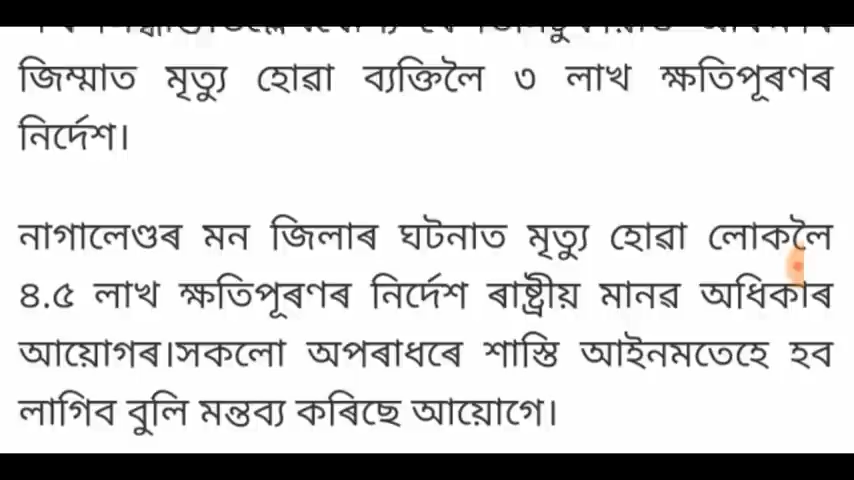 জিম্মাত মৃত্যু হোৱা ব্যক্তিলৈ ৩ লাখ ক্ষতিপূৰণৰ
নিৰ্দেশ।
নাগালেণ্ডৰ মন জিলাৰ ঘটনাত মৃত্যু হোৱা লোকলৈ
৪.৫ লাখ ক্ষতিপূৰণৰ নিৰ্দেশ ৰাষ্ট্ৰীয় মানৱ অধিকাৰ
আয়োগৰ।সকলো অপৰাধৰে শাস্তি আইনমতেহে হব
লাগিব বুলি মন্তব্য কৰিছে আয়োগে।